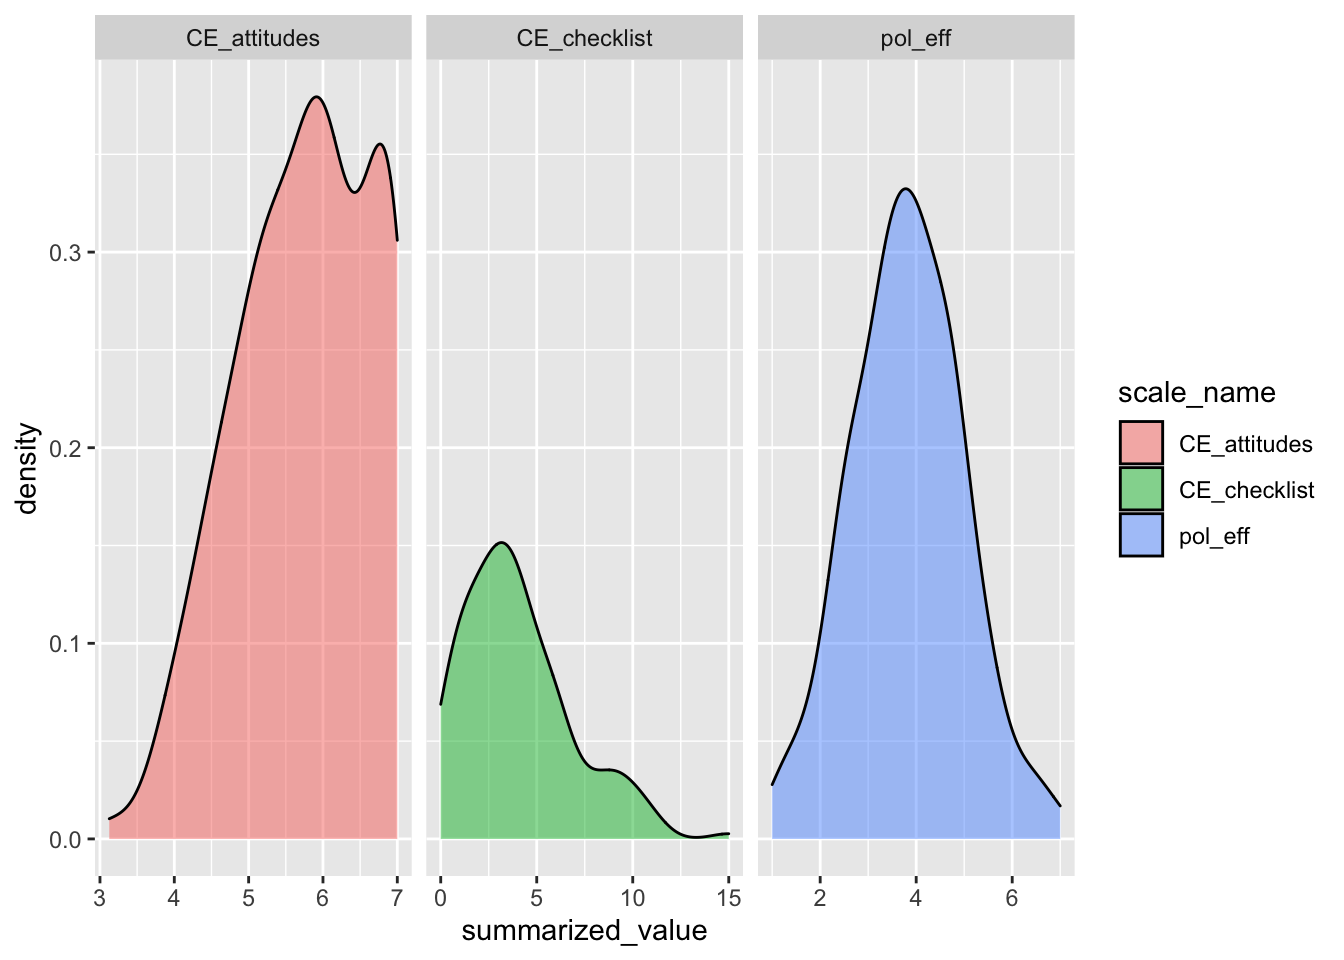 CE_attitudes CE_checklist pol_eff
0.3
0.2
0.1
0.0
density
3 4 5 6 7 0 5 10 15 2 4 6
summarized_value
scale_name
CE_attitudes
CE_checklist
pol_eff